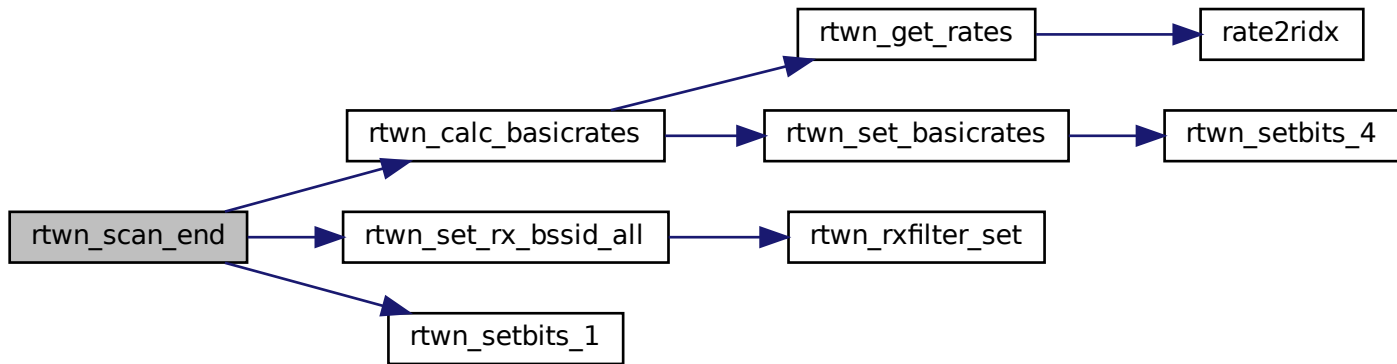 rtwn_get_rates
rate2ridx
rtwn_calc_basicrates
rtwn_set_basicrates
rtwn_setbits_4
rtwn_scan_end
rtwn_set_rx_bssid_all
rtwn_rxfilter_set
rtwn_setbits_1